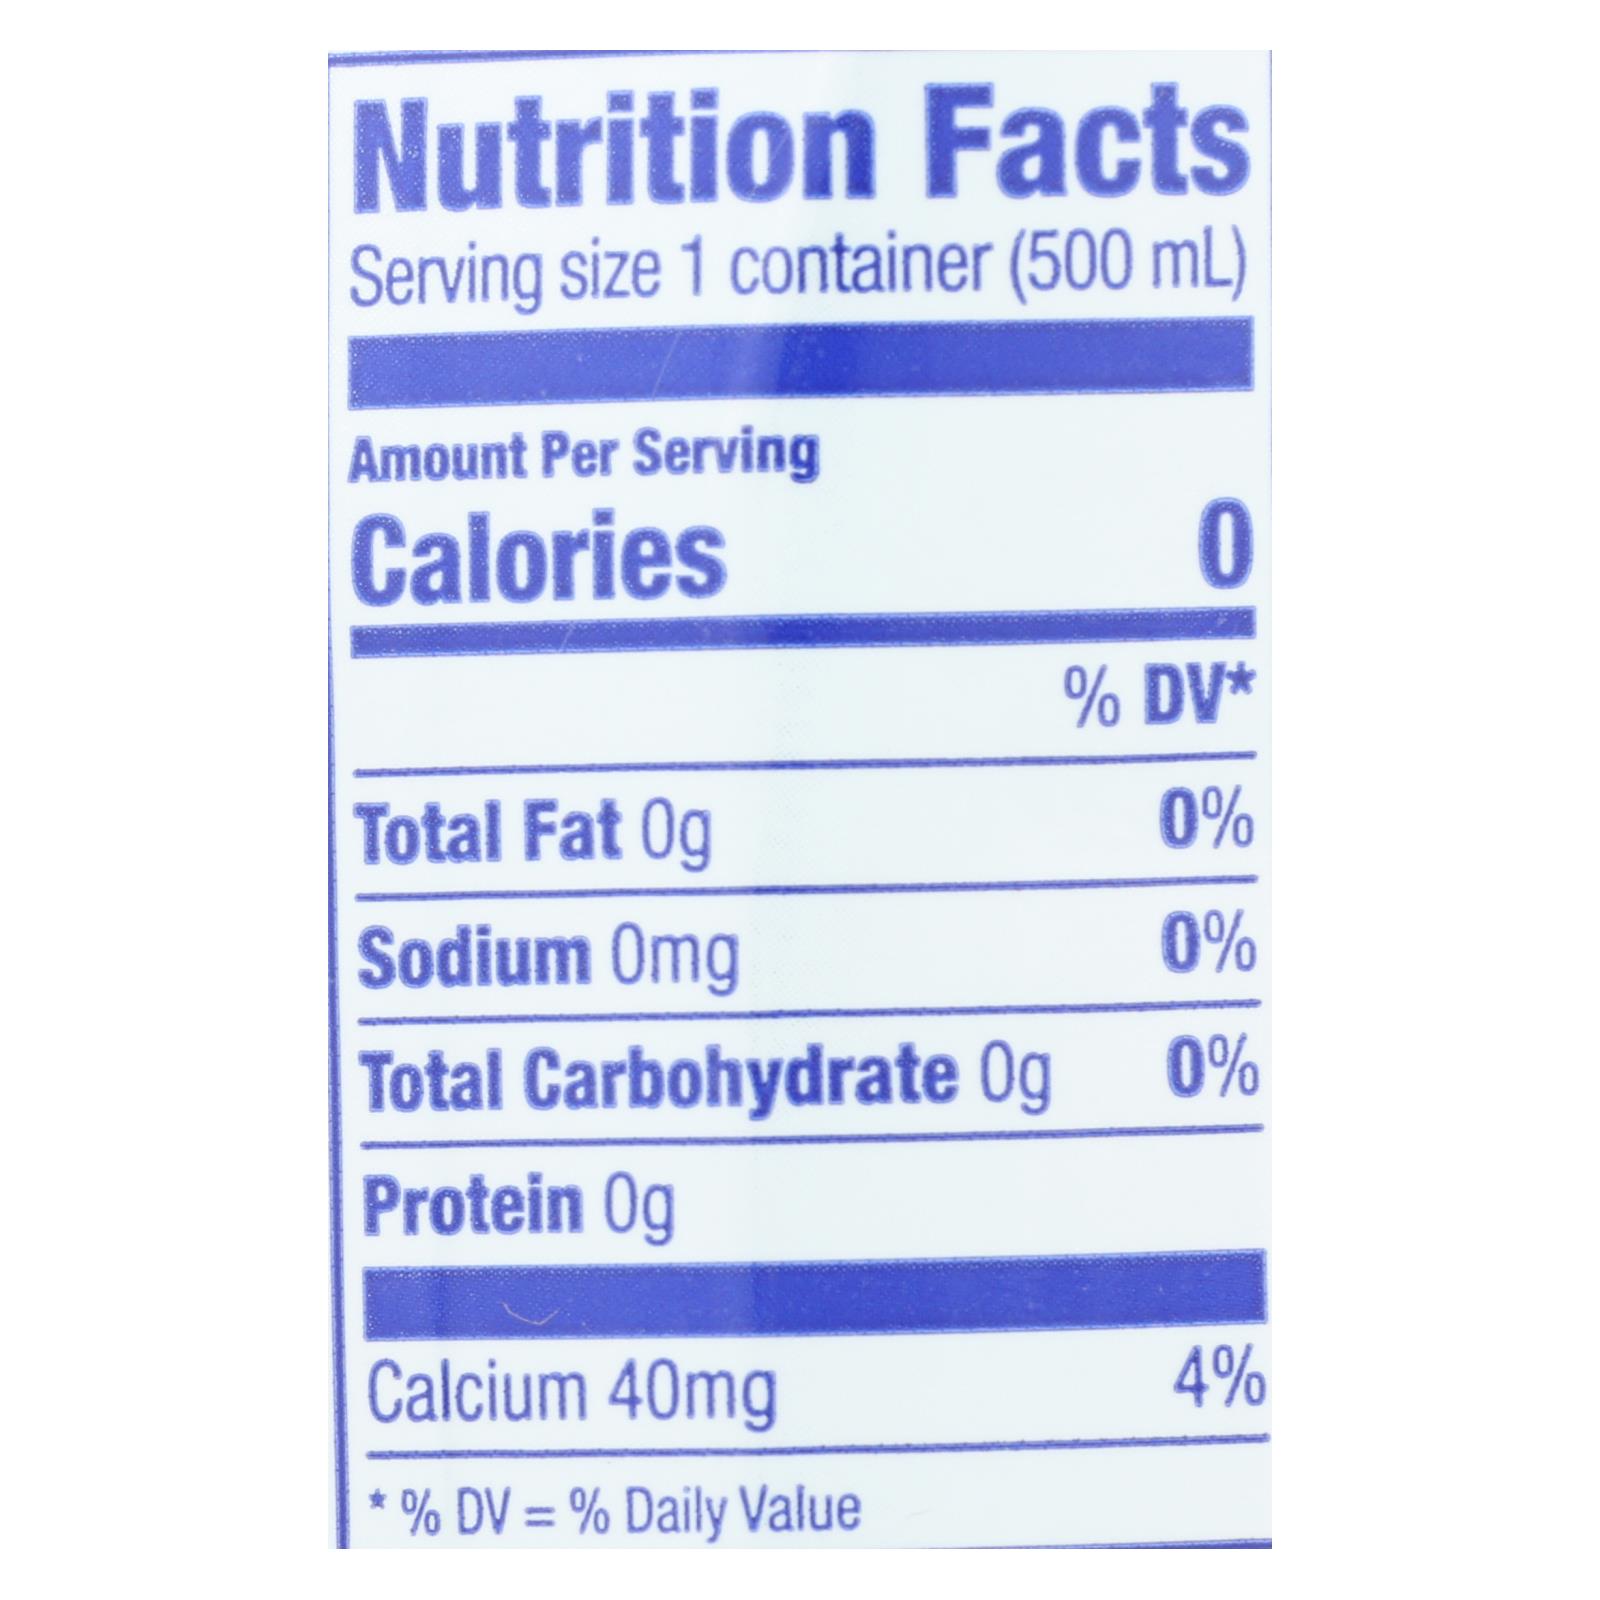 Nutrition Facts
Serving size 1 container (500 mL)
Amount Per Serving
Calories 0
% DV*
Total Fat 0g 0%
Sodium 0mg 0%
Total Carbohydrate 0g 0%
Protein 0g
Calcium 40mg 4%
* % DV = % Daily Value